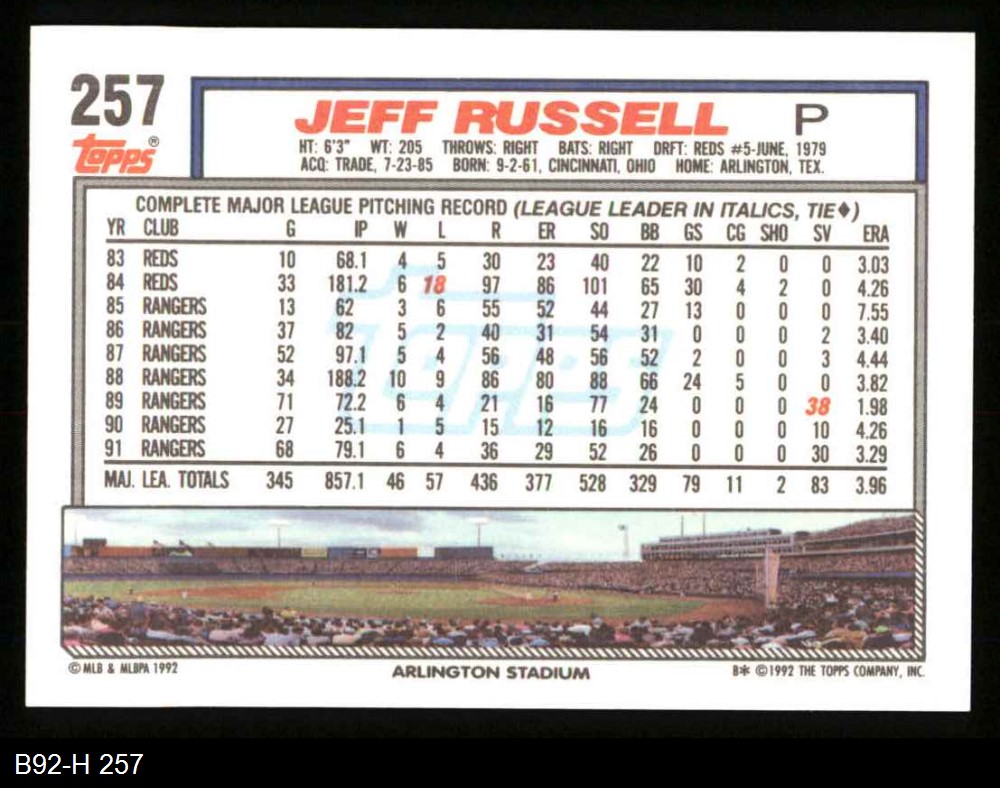 257
JEFF RUSSELL P
topps®
HT: 6'3" WT: 205 THROWS: RIGHT BATS: RIGHT DRFT: REDS #5-JUNE, 1979
ACQ: TRADE, 7-23-85 BORN: 9-2-61, CINCINNATI, OHIO HOME: ARLINGTON, TEX.
COMPLETE MAJOR LEAGUE PITCHING RECORD (LEAGUE LEADER IN ITALICS, TIE♦)
YR CLUB G IP W L R ER SO BB GS CG SHO SV ERA
83 REDS 10 68.1 4 5 30 23 40 22 10 2 0 0 3.03
84 REDS 33 181.2 6 18 97 86 101 65 30 4 2 0 4.26
85 RANGERS 13 62 3 6 55 52 44 27 13 0 0 0 7.55
86 RANGERS 37 82 5 2 40 31 54 31 0 0 0 2 3.40
87 RANGERS 52 97.1 5 4 56 48 56 52 2 0 0 3 4.44
88 RANGERS 34 188.2 10 9 86 80 88 66 24 5 0 0 3.82
89 RANGERS 71 72.2 6 4 21 16 77 24 0 0 0 38 1.98
90 RANGERS 27 25.1 1 5 15 12 16 16 0 0 0 10 4.26
91 RANGERS 68 79.1 6 4 36 29 52 26 0 0 0 30 3.29
MAJ. LEA. TOTALS 345 857.1 46 57 436 377 528 329 79 11 2 83 3.96
topps
© MLB & MLBPA 1992 ARLINGTON STADIUM B* © 1992 THE TOPPS COMPANY, INC.
B92-H 257